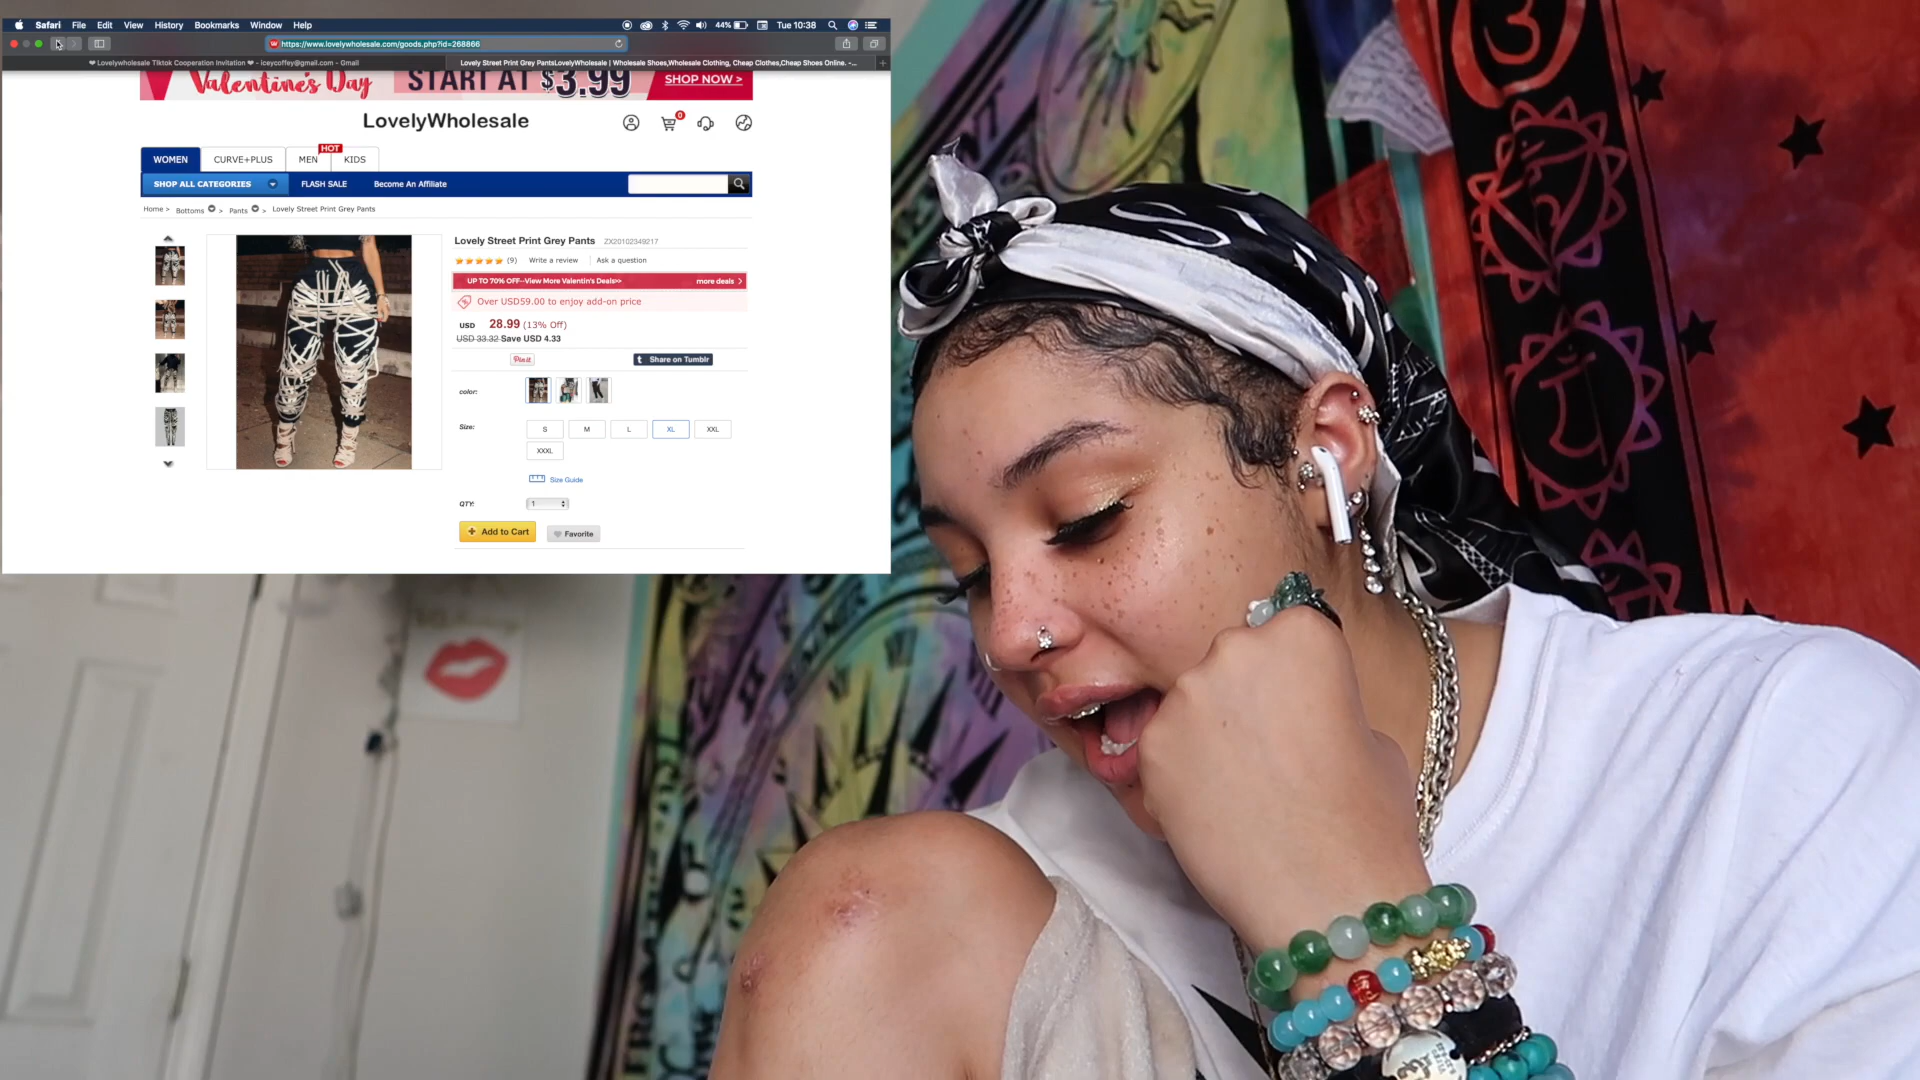 Safari File Edit View History Bookmarks Window Help 44% Tue 10:38
https://www.lovelywholesale.com/goods.php?id=268866
❤ Lovelywholesale Tiktok Cooperation Invitation ❤ - iceycoffey@gmail.com - Gmail
Lovely Street Print Grey PantsLovelyWholesale | Wholesale Shoes,Wholesale Clothing, Cheap Clothes,Cheap Shoes Online. -...
Valentine's Day START AT $3.99 SHOP NOW >
LovelyWholesale 0
HOT
WOMEN CURVE+PLUS MEN KIDS
SHOP ALL CATEGORIES FLASH SALE Become An Affiliate
Home > Bottoms > Pants > Lovely Street Print Grey Pants
Lovely Street Print Grey Pants ZX20102349217
(9) Write a review Ask a question
UP TO 70% OFF--View More Valentin's Deals>> more deals >
Over USD59.00 to enjoy add-on price
USD 28.99 (13% Off)
USD 33.32 Save USD 4.33
Pin it t Share on Tumblr
color:
Size: S M L XL XXL
XXXL
Size Guide
QTY: 1
+ Add to Cart Favorite